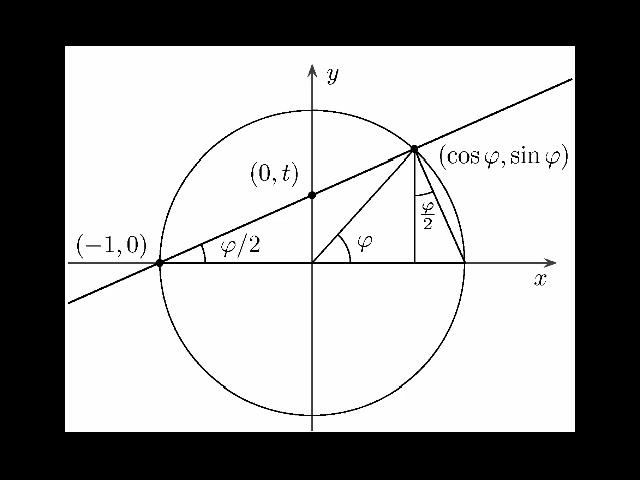 y
(cos φ, sin φ)
(0, t)
φ/2
(−1, 0)
φ/2
φ
x